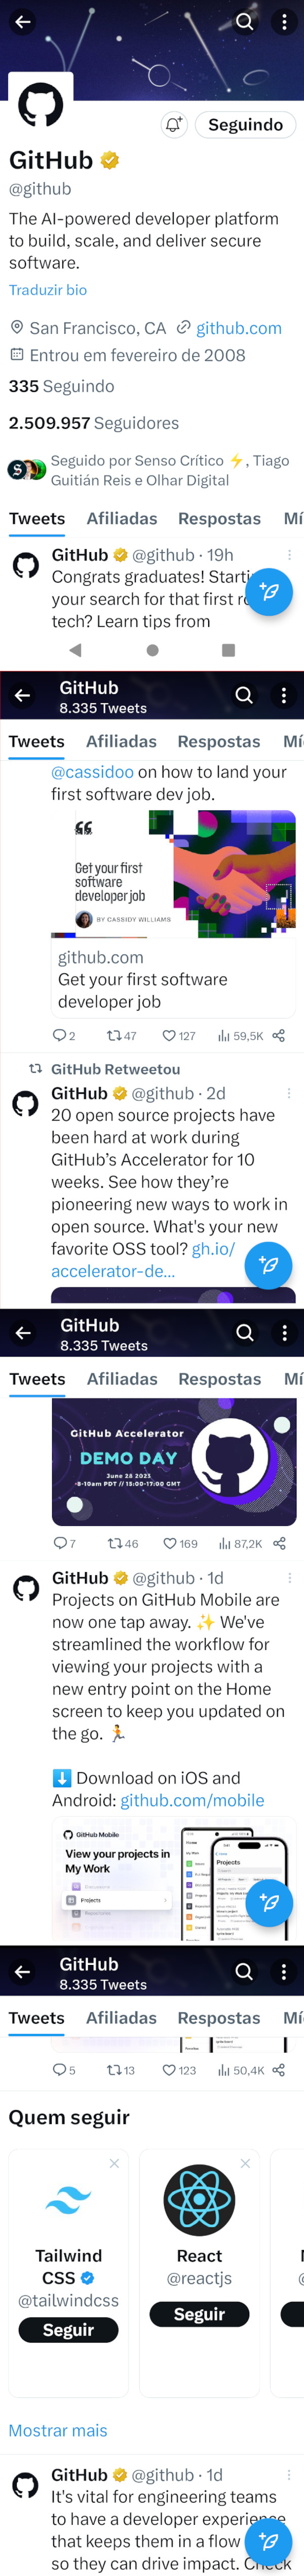 Seguindo
GitHub
@github
The AI-powered developer platform
to build, scale, and deliver secure
software.
Traduzir bio
San Francisco, CA github.com
Entrou em fevereiro de 2008
335 Seguindo
2.509.957 Seguidores
Seguido por Senso Crítico ⚡, Tiago
Guitián Reis e Olhar Digital
Tweets Afiliadas Respostas Mí
GitHub @github · 19h
Congrats graduates! Starti
your search for that first ro
tech? Learn tips from
GitHub
8.335 Tweets
Tweets Afiliadas Respostas Mí
@cassidoo on how to land your
first software dev job.
Get your first
software
developer job
BY CASSIDY WILLIAMS
github.com
Get your first software
developer job
2 47 127 59,5K
GitHub Retweetou
GitHub @github · 2d
20 open source projects have
been hard at work during
GitHub’s Accelerator for 10
weeks. See how they’re
pioneering new ways to work in
open source. What's your new
favorite OSS tool? gh.io/
accelerator-de...
GitHub
8.335 Tweets
Tweets Afiliadas Respostas Mí
GitHub Accelerator
DEMO DAY
June 28 2023
-8-10am PDT // 15:00-17:00 GMT
7 46 169 87,2K
GitHub @github · 1d
Projects on GitHub Mobile are
now one tap away. ✨ We've
streamlined the workflow for
viewing your projects with a
new entry point on the Home
screen to keep you updated on
the go. 🏃
⬇️ Download on iOS and
Android: github.com/mobile
GitHub Mobile
View your projects in
My Work
Discussions
Projects
Repositories
Projects
GitHub
8.335 Tweets
Tweets Afiliadas Respostas Mí
5 13 123 50,4K
Quem seguir
Tailwind
CSS
@tailwindcss
Seguir
React
@reactjs
Seguir
Mostrar mais
GitHub @github · 1d
It's vital for engineering teams
to have a developer experience
that keeps them in a flow
so they can drive impact. Check